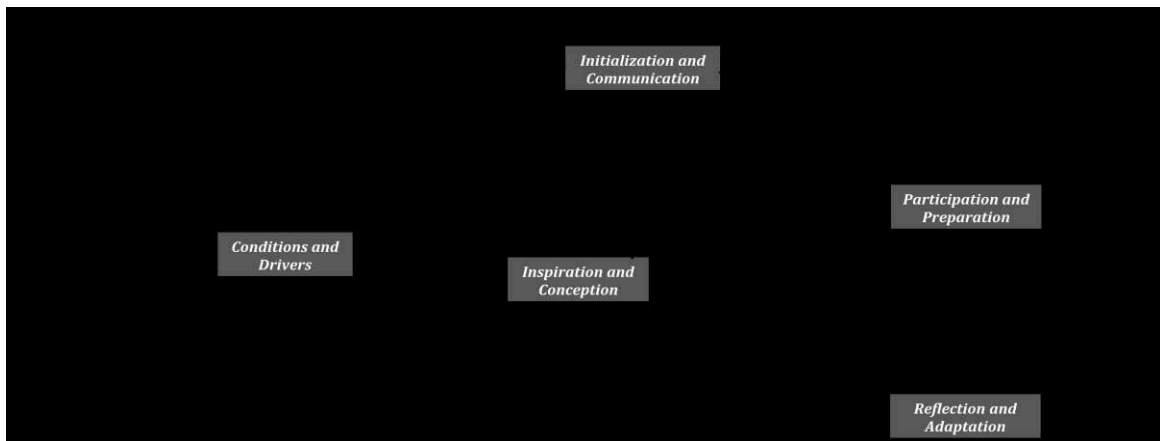 Initialization and
Communication
Participation and
Preparation
Conditions and
Drivers
Inspiration and
Conception
Reflection and
Adaptation